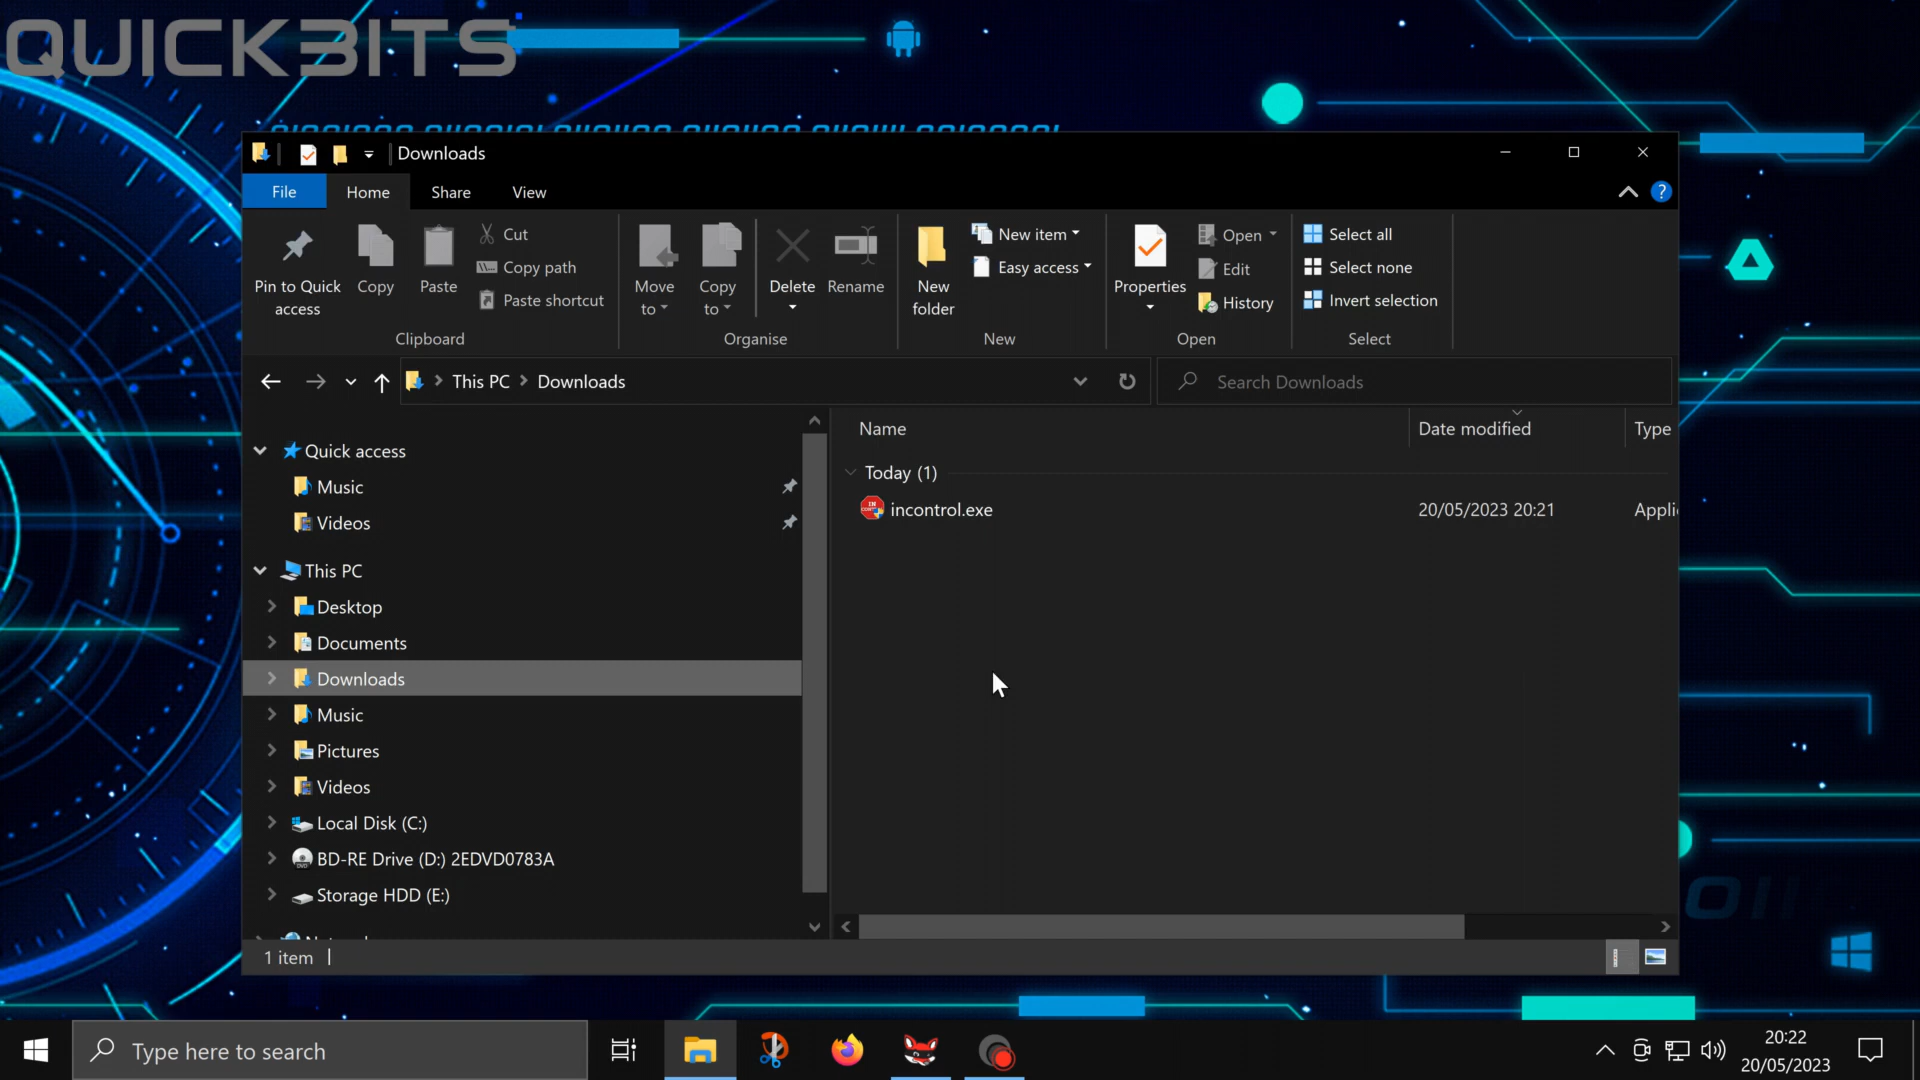 QUICKBITS
Downloads
File
Home
Share
View
?
Pin to Quick
access
Copy
Paste
Cut
Copy path
Paste shortcut
Clipboard
Move
to
Copy
to
Delete
Rename
Organise
New
folder
New item
Easy access
New
Properties
Open
Edit
History
Open
Select all
Select none
Invert selection
Select
This PC
Downloads
Search Downloads
Quick access
Music
Videos
This PC
Desktop
Documents
Downloads
Music
Pictures
Videos
Local Disk (C:)
BD-RE Drive (D:) 2EDVD0783A
Storage HDD (E:)
Name
Date modified
Type
Today (1)
incontrol.exe
20/05/2023 20:21
Appli
1 item
Type here to search
20:22
20/05/2023